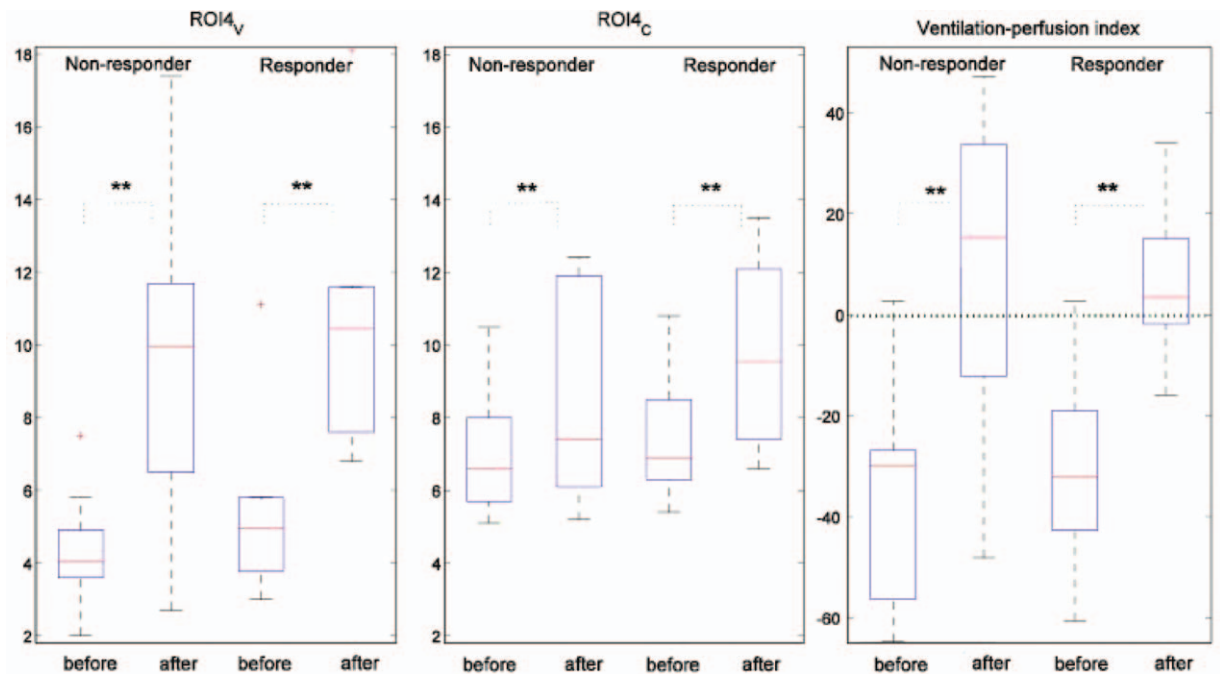 ROI4V
ROI4C
Ventilation-perfusion index
18
Non-responder
Responder
16
14
12
10
8
6
4
2
**
**
before
after
before
after
18
Non-responder
Responder
16
14
12
10
8
6
4
2
**
**
before
after
before
after
Non-responder
Responder
40
20
0
-20
-40
-60
**
**
before
after
before
after